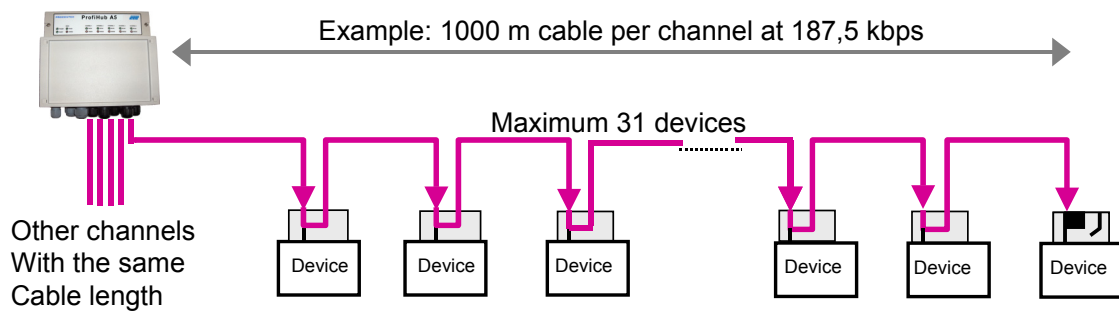 ProfiHub A5
Example: 1000 m cable per channel at 187,5 kbps
Maximum 31 devices
Other channels
With the same
Cable length
Device
Device
Device
Device
Device
Device